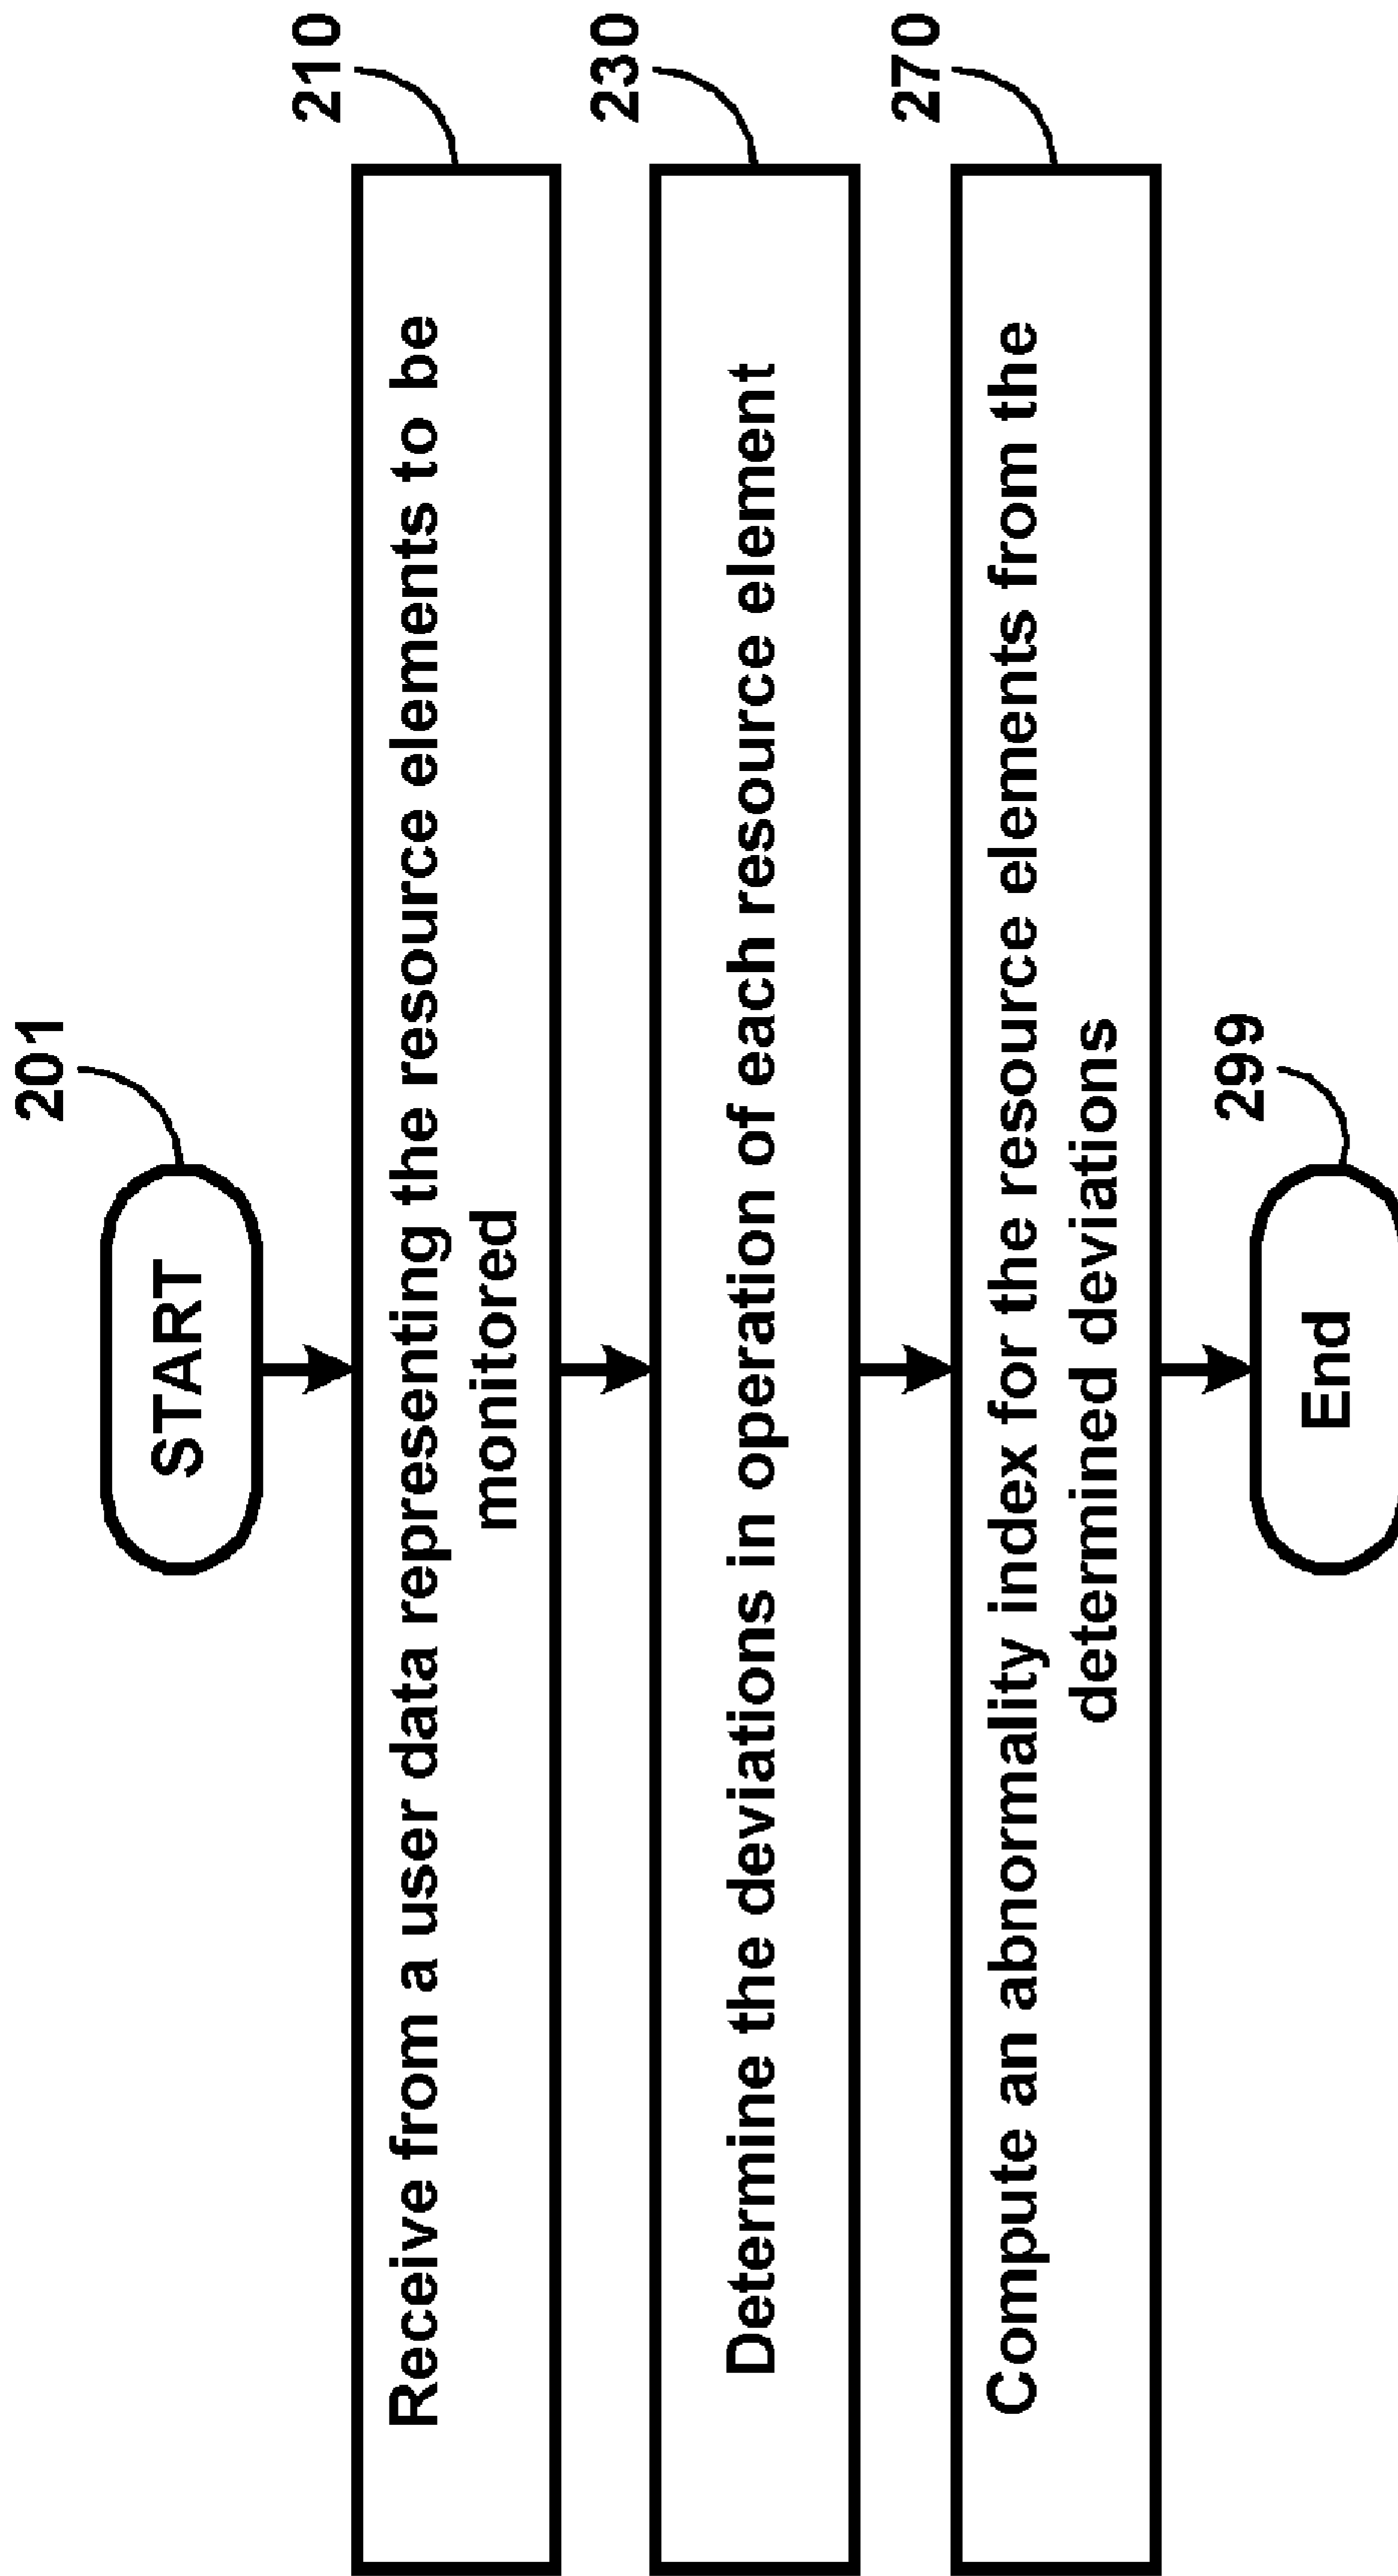 201
START
210
Receive from a user data representing the resource elements to be
monitored
230
Determine the deviations in operation of each resource element
270
Compute an abnormality index for the resource elements from the
determined deviations
299
End